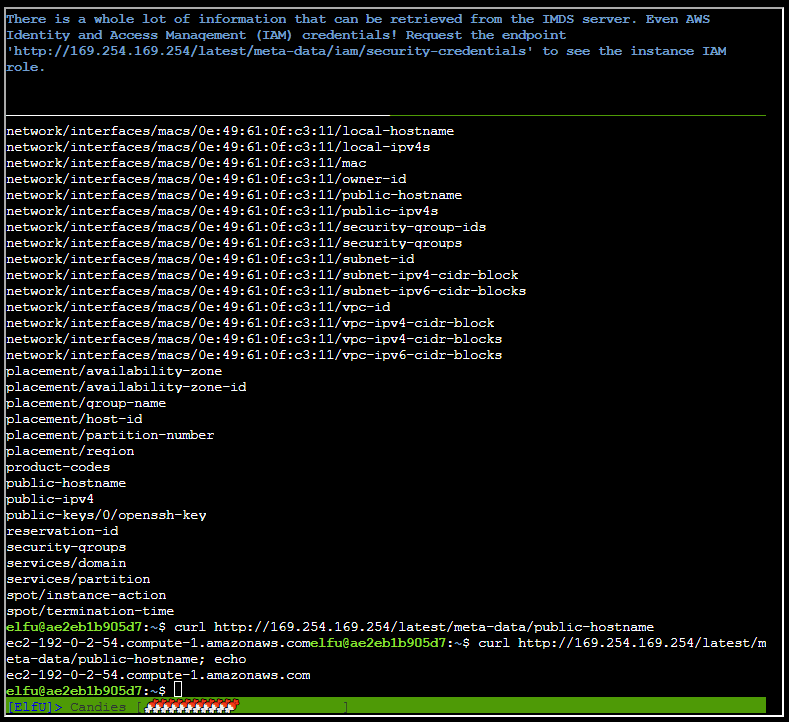 There is a whole lot of information that can be retrieved from the IMDS server. Even AWS
Identity and Access Management (IAM) credentials! Request the endpoint
'http://169.254.169.254/latest/meta-data/iam/security-credentials' to see the instance IAM
role.
network/interfaces/macs/0e:49:61:0f:c3:11/local-hostname
network/interfaces/macs/0e:49:61:0f:c3:11/local-ipv4s
network/interfaces/macs/0e:49:61:0f:c3:11/mac
network/interfaces/macs/0e:49:61:0f:c3:11/owner-id
network/interfaces/macs/0e:49:61:0f:c3:11/public-hostname
network/interfaces/macs/0e:49:61:0f:c3:11/public-ipv4s
network/interfaces/macs/0e:49:61:0f:c3:11/security-group-ids
network/interfaces/macs/0e:49:61:0f:c3:11/security-groups
network/interfaces/macs/0e:49:61:0f:c3:11/subnet-id
network/interfaces/macs/0e:49:61:0f:c3:11/subnet-ipv4-cidr-block
network/interfaces/macs/0e:49:61:0f:c3:11/subnet-ipv6-cidr-blocks
network/interfaces/macs/0e:49:61:0f:c3:11/vpc-id
network/interfaces/macs/0e:49:61:0f:c3:11/vpc-ipv4-cidr-block
network/interfaces/macs/0e:49:61:0f:c3:11/vpc-ipv4-cidr-blocks
network/interfaces/macs/0e:49:61:0f:c3:11/vpc-ipv6-cidr-blocks
placement/availability-zone
placement/availability-zone-id
placement/group-name
placement/host-id
placement/partition-number
placement/region
product-codes
public-hostname
public-ipv4
public-keys/0/openssh-key
reservation-id
security-groups
services/domain
services/partition
spot/instance-action
spot/termination-time
elfu@ae2eb1b905d7:~$ curl http://169.254.169.254/latest/meta-data/public-hostname
ec2-192-0-2-54.compute-1.amazonaws.comelfu@ae2eb1b905d7:~$ curl http://169.254.169.254/latest/m
eta-data/public-hostname; echo
ec2-192-0-2-54.compute-1.amazonaws.com
elfu@ae2eb1b905d7:~$
[ElfU]> Candies [ ]